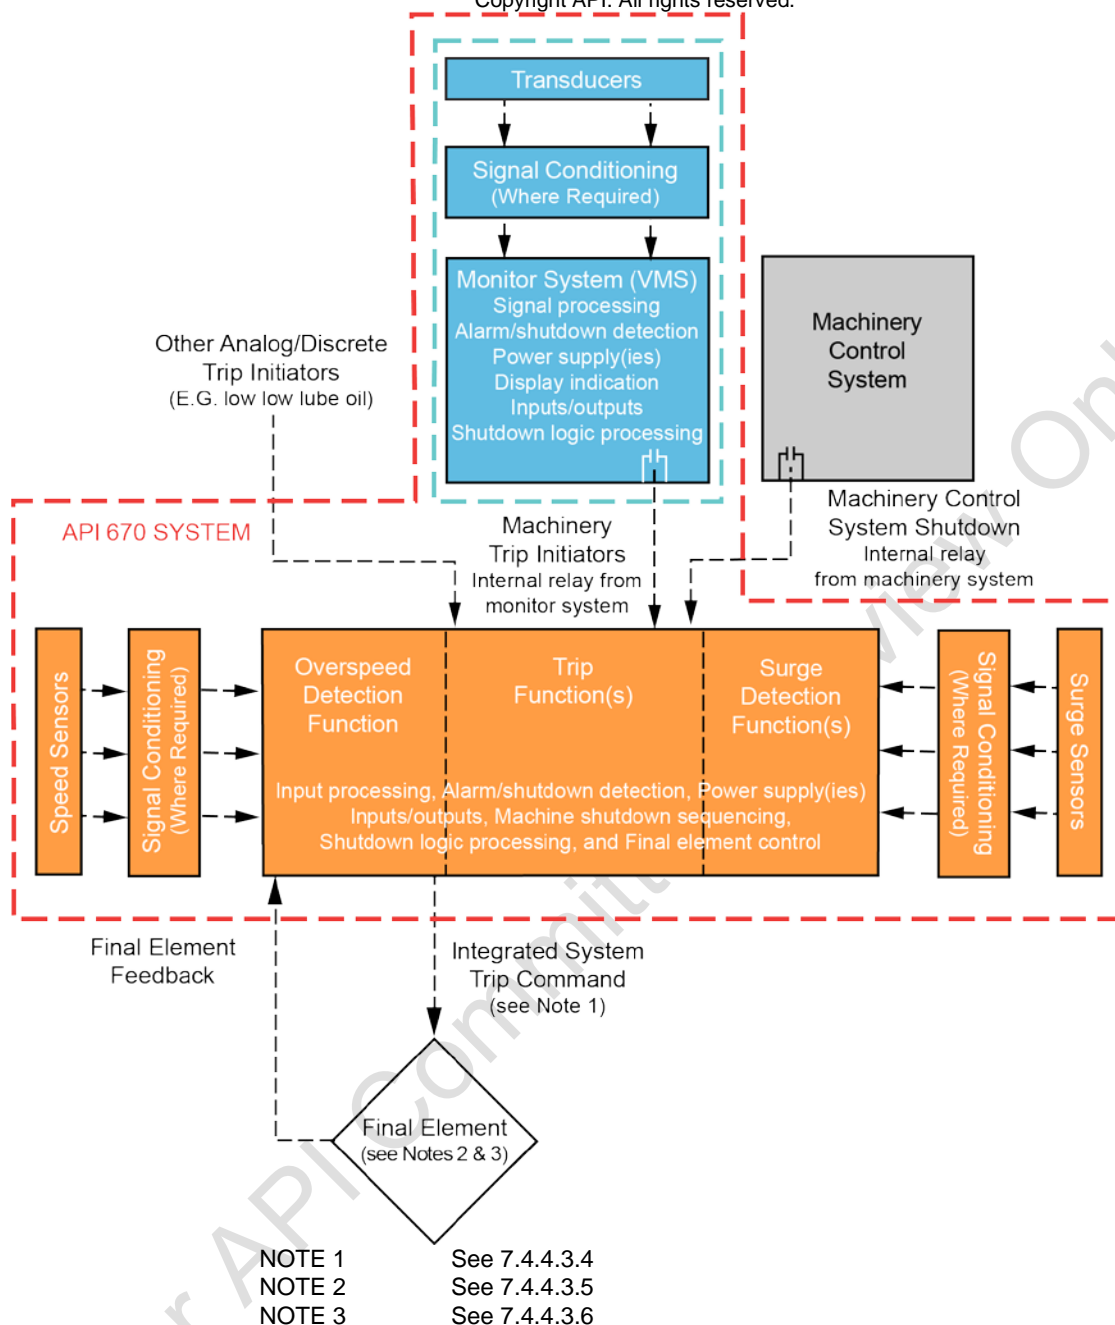 Copyright API. All rights reserved.
Transducers
Signal Conditioning
(Where Required)
Monitor System (VMS)
Signal processing
Alarm/shutdown detection
Power supply(ies)
Display indication
Inputs/outputs
Shutdown logic processing
Machinery
Control
System
Other Analog/Discrete
Trip Initiators
(E.G. low low lube oil)
API 670 SYSTEM
Machinery
Trip Initiators
Internal relay from
monitor system
Machinery Control
System Shutdown
Internal relay
from machinery system
Speed Sensors
Signal Conditioning
(Where Required)
Overspeed
Detection
Function
Trip
Function(s)
Surge
Detection
Function(s)
Input processing, Alarm/shutdown detection, Power supply(ies)
Inputs/outputs, Machine shutdown sequencing,
Shutdown logic processing, and Final element control
Signal Conditioning
(Where Required)
Surge Sensors
Final Element
Feedback
Integrated System
Trip Command
(see Note 1)
Final Element
(see Notes 2 & 3)
NOTE 1 See 7.4.4.3.4
NOTE 2 See 7.4.4.3.5
NOTE 3 See 7.4.4.3.6
r API Committ
view Onl